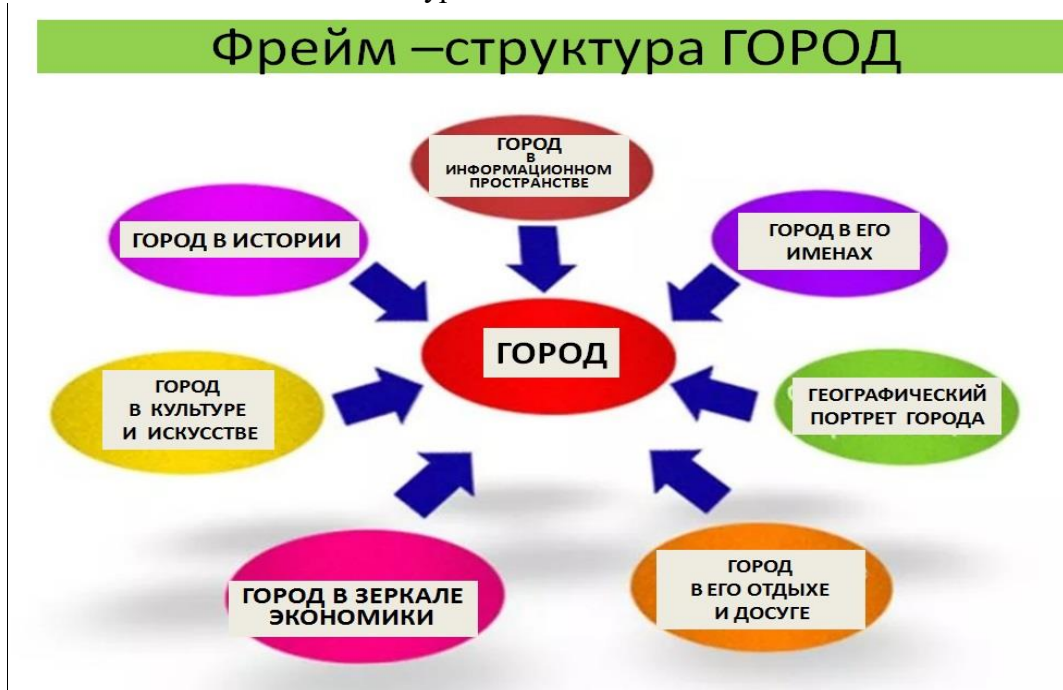 ур
Фрейм –структура ГОРОД
ГОРОД
В
ИНФОРМАЦИОННОМ
ПРОСТРАНСТВЕ
ГОРОД В ИСТОРИИ
ГОРОД В ЕГО
ИМЕНАХ
ГОРОД
ГОРОД
В КУЛЬТУРЕ
И ИСКУССТВЕ
ГЕОГРАФИЧЕСКИЙ
ПОРТРЕТ ГОРОДА
ГОРОД В ЗЕРКАЛЕ
ЭКОНОМИКИ
ГОРОД
В ЕГО ОТДЫХЕ
И ДОСУГЕ